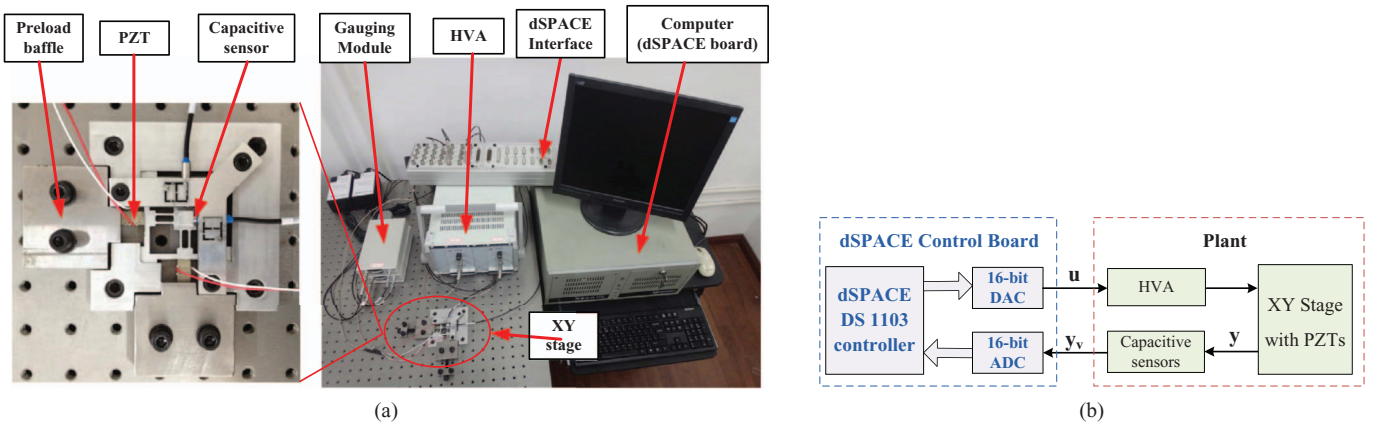 Preload
baffle
PZT
Capacitive
sensor
Gauging
Module
HVA
dSPACE
Interface
Computer
(dSPACE board)
XY
stage
(a)
dSPACE Control Board
Plant
dSPACE
DS 1103
controller
16-bit
DAC
u
HVA
XY Stage
with PZTs
16-bit
ADC
yv
Capacitive
sensors
y
(b)